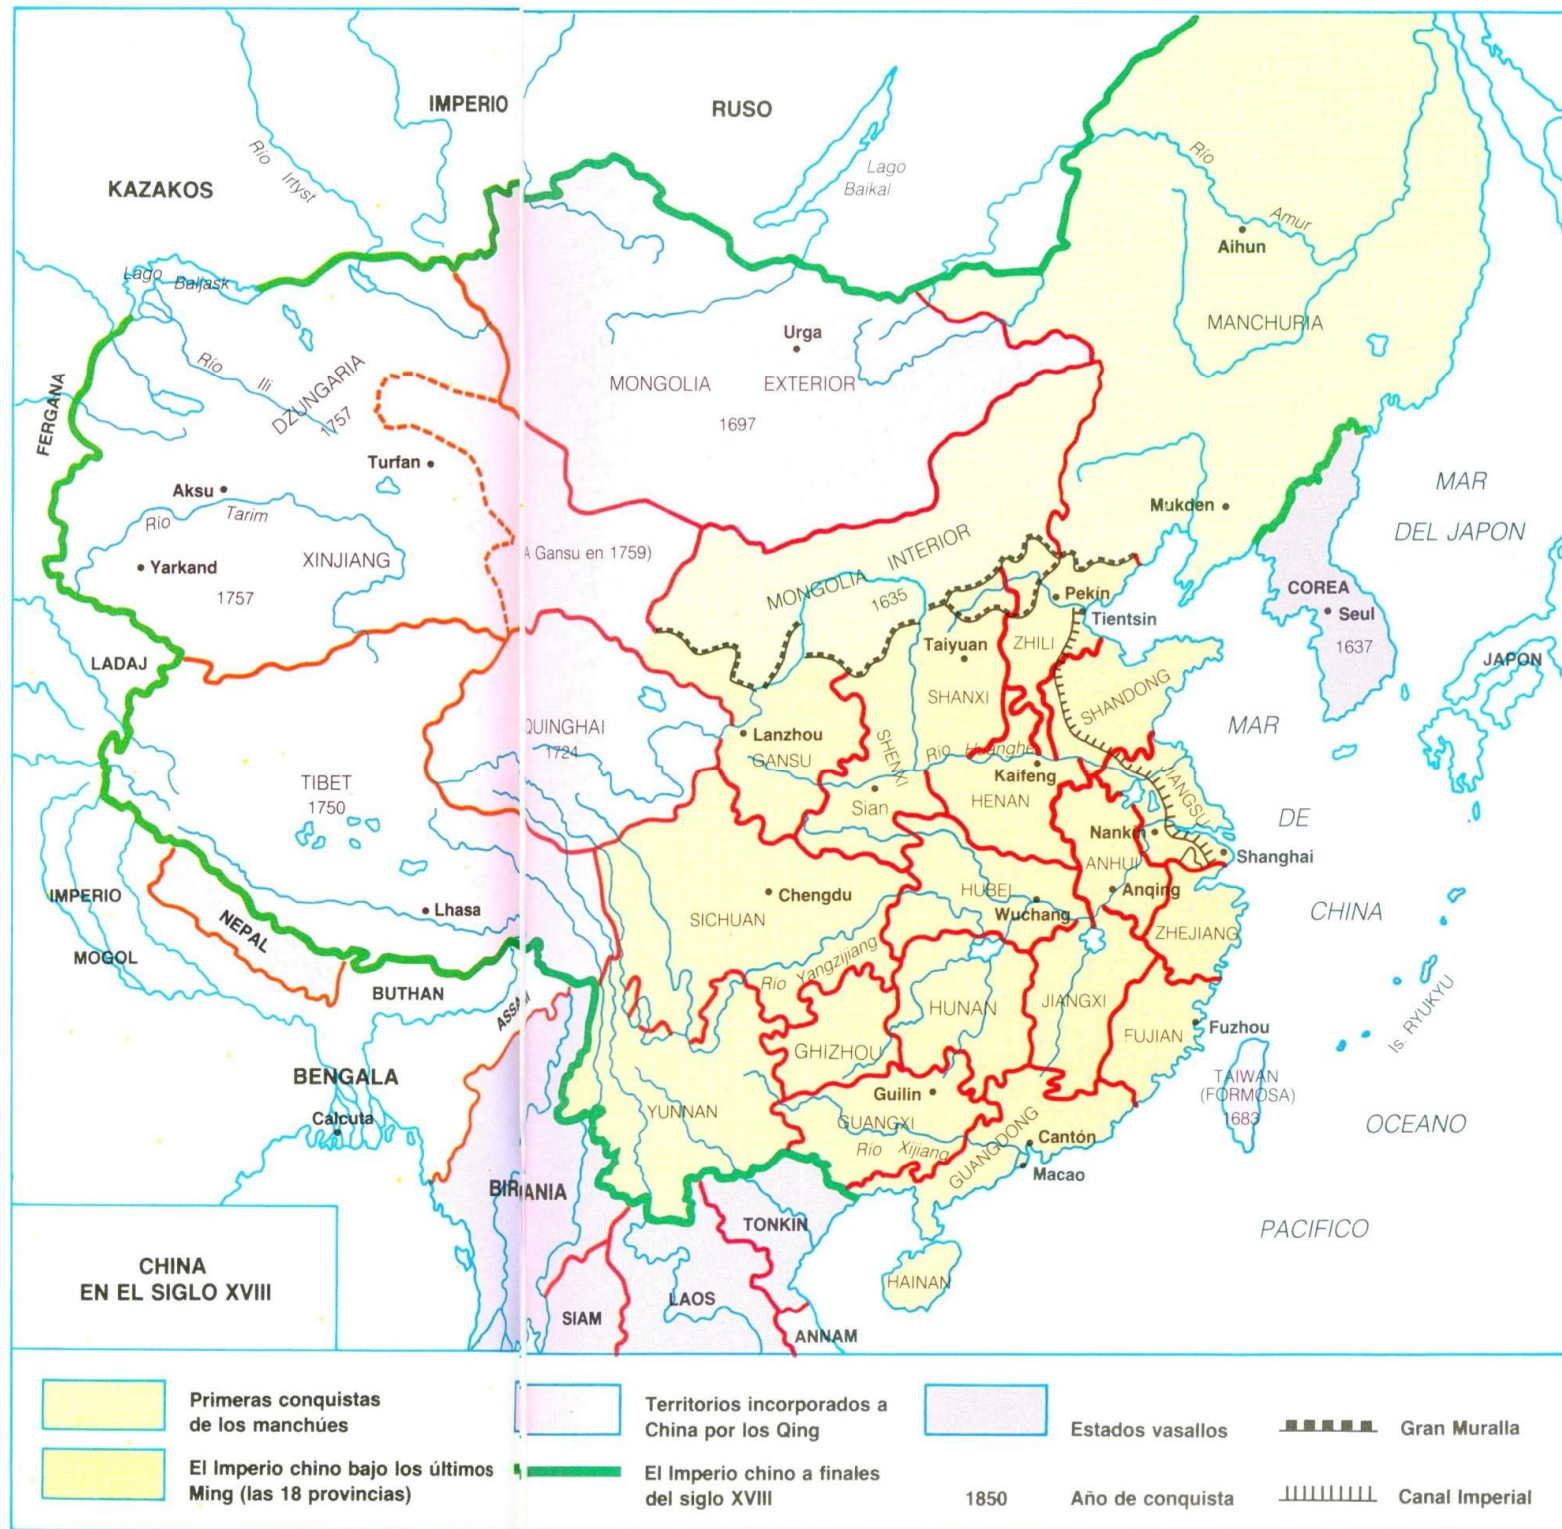 IMPERIO
RUSO
KAZAKOS
Río Irtyst
Lago
Baikal
Río Amur
Aihun
MANCHURIA
Lago Baljask
Río Ili
DZUNGARIA
1757
FERGANA
Urga
MONGOLIA EXTERIOR
1697
Turfan
Aksu
Río Tarim
Yarkand
XINJIANG
1757
A Gansu en 1759)
MONGOLIA INTERIOR
1635
Mukden
MAR
DEL JAPON
COREA
Seul
1637
JAPON
Pekín
Tientsin
Taiyuan
ZHILI
SHANXI
SHANDONG
LADAJ
QUINGHAI
1724
Lanzhou
GANSU
SHENXI
Río Huanghe
Kaifeng
Sian
HENAN
JIANGSU
MAR
DE
CHINA
TIBET
1750
Nankin
ANHUI
Shanghai
Anqing
HUBEI
Wuchang
Chengdu
SICHUAN
ZHEJIANG
IMPERIO
MOGOL
NEPAL
Lhasa
BUTHAN
ASSAM
Río Yangzijiang
HUNAN
JIANGXI
FUJIAN
Fuzhou
Is. RYUKYU
GHIZHOU
BENGALA
Calcuta
YUNNAN
Guilin
GUANGXI
Río Xijiang
GUANGDONG
Cantón
Macao
TAIWAN
(FORMOSA)
1683
OCEANO
PACIFICO
BIRMANIA
TONKIN
HAINAN
SIAM
LAOS
ANNAM
CHINA
EN EL SIGLO XVIII
Primeras conquistas
de los manchúes
El Imperio chino bajo los últimos
Ming (las 18 provincias)
Territorios incorporados a
China por los Qing
El Imperio chino a finales
del siglo XVIII
Estados vasallos
1850 Año de conquista
Gran Muralla
Canal Imperial